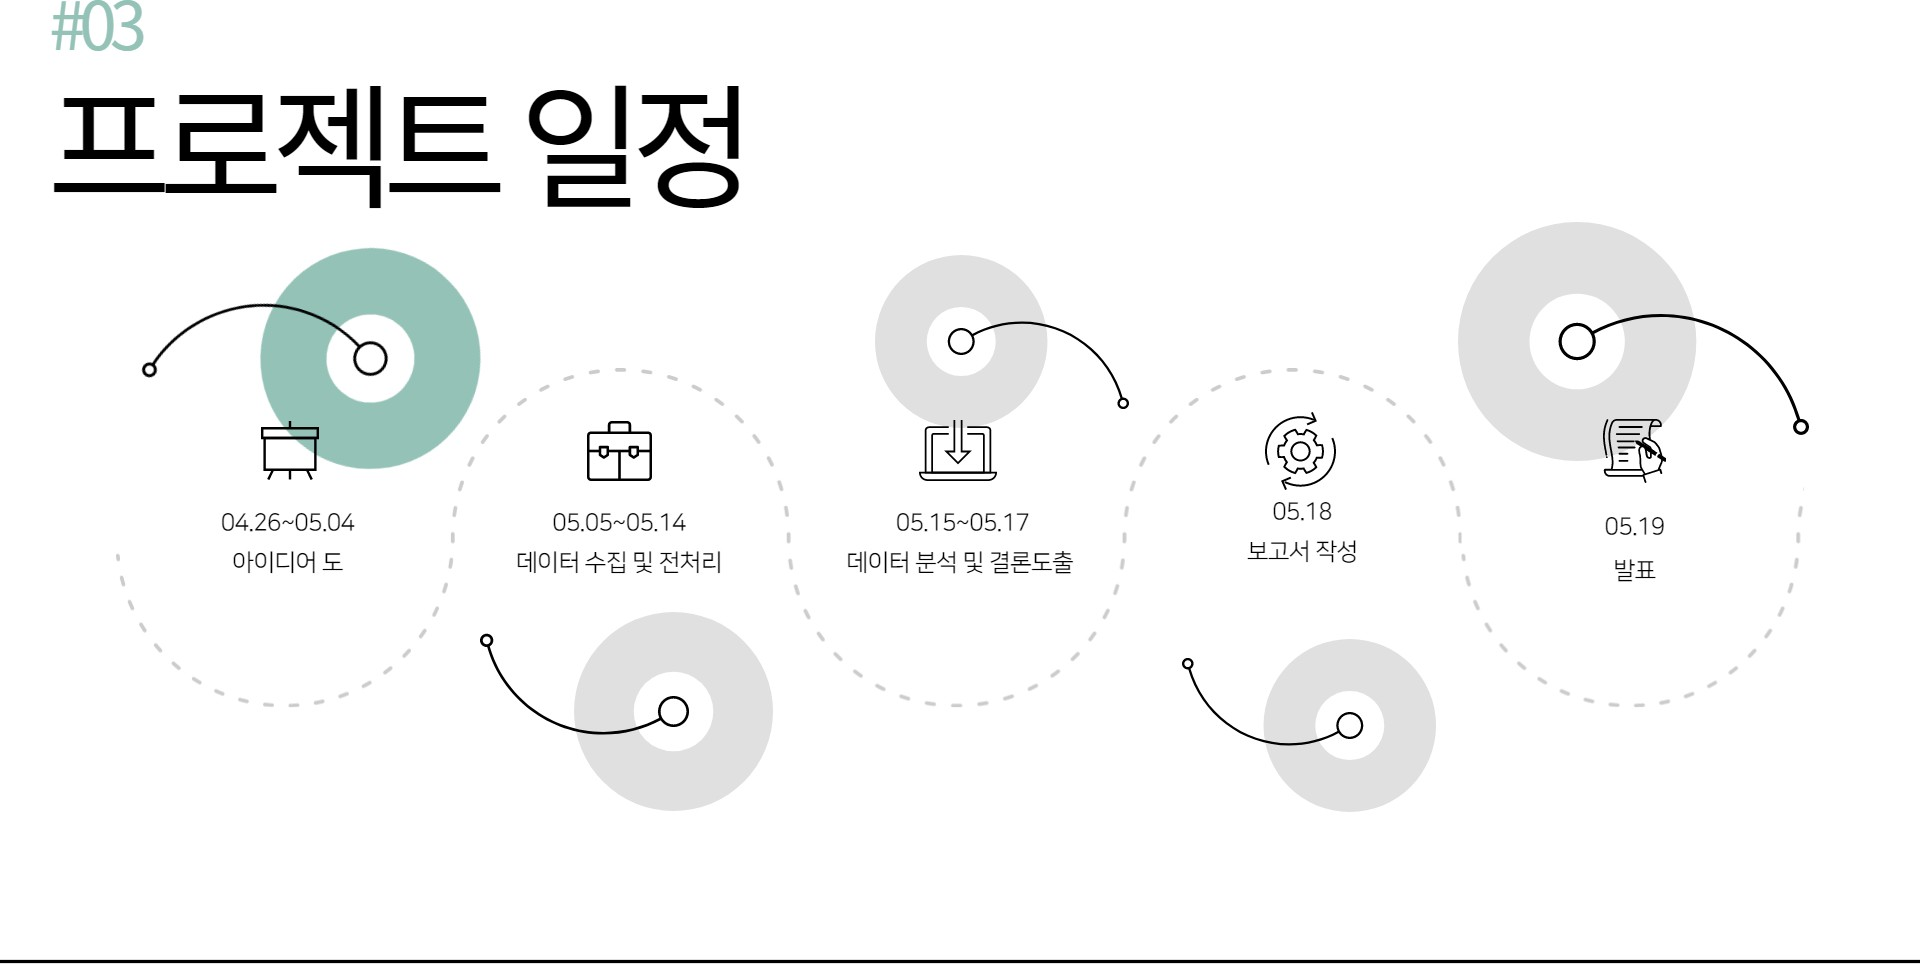 #03
프로젝트 일정
04.26~05.04
아이디어 도
05.05~05.14
데이터 수집 및 전처리
05.15~05.17
데이터 분석 및 결론도출
05.18
보고서 작성
05.19
발표